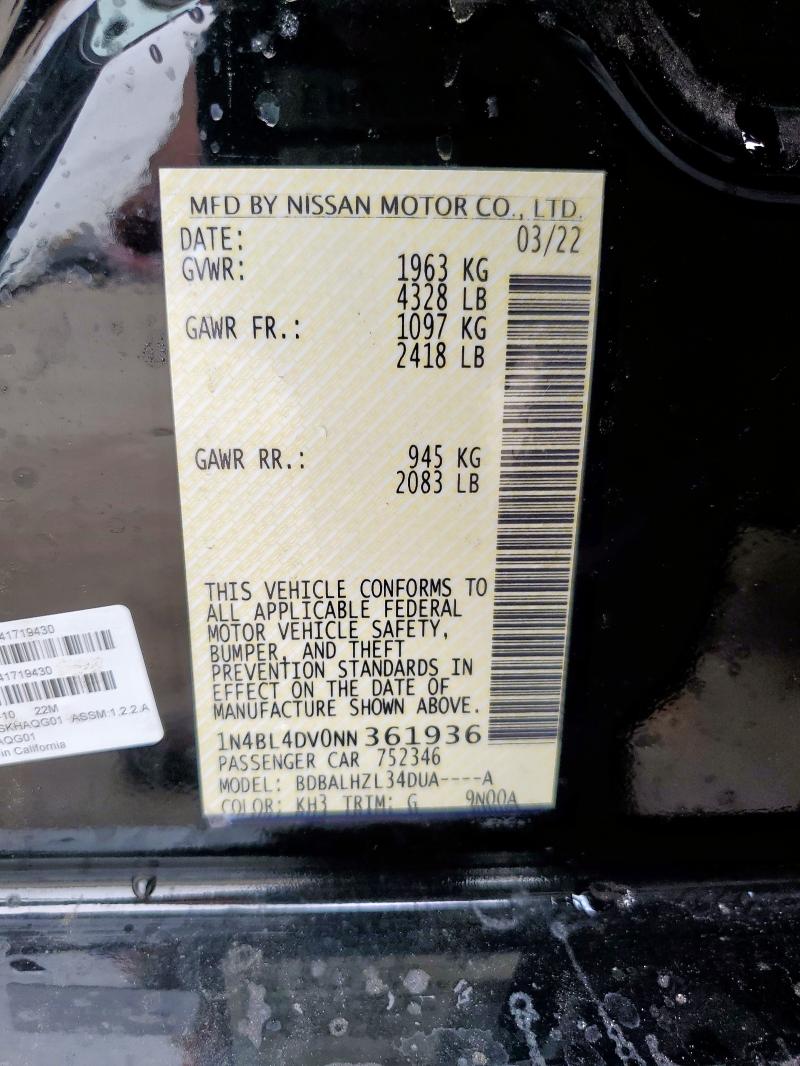 MFD BY NISSAN MOTOR CO., LTD.
DATE: 03/22
GVWR: 1963 KG
4328 LB
GAWR FR.: 1097 KG
2418 LB
GAWR RR.: 945 KG
2083 LB
THIS VEHICLE CONFORMS TO
ALL APPLICABLE FEDERAL
MOTOR VEHICLE SAFETY,
BUMPER, AND THEFT
PREVENTION STANDARDS IN
EFFECT ON THE DATE OF
MANUFACTURE SHOWN ABOVE.
1N4BL4DV0NN361936
PASSENGER CAR 752346
MODEL: BDBALHZL34DUA----A
COLOR: KH3 TRIM: G 9N00A
41719430
41719430
-10 22M
SKHAQG01 ASSM:1.2.2.A
AQG01
in California